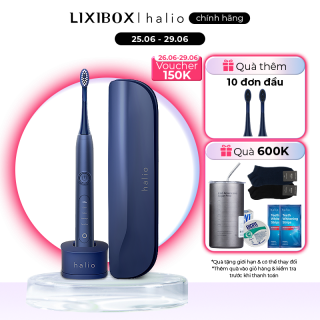 LIXIBOX | halio chính hãng
25.06 - 29.06
26.06-29.06
Voucher
150K
Quà thêm
10 đơn đầu
Quà 600K
halio
halio
*Quà tặng giới hạn & có thể thay đổi
*Thêm quà vào giỏ hàng & kiểm tra
trước khi thanh toán